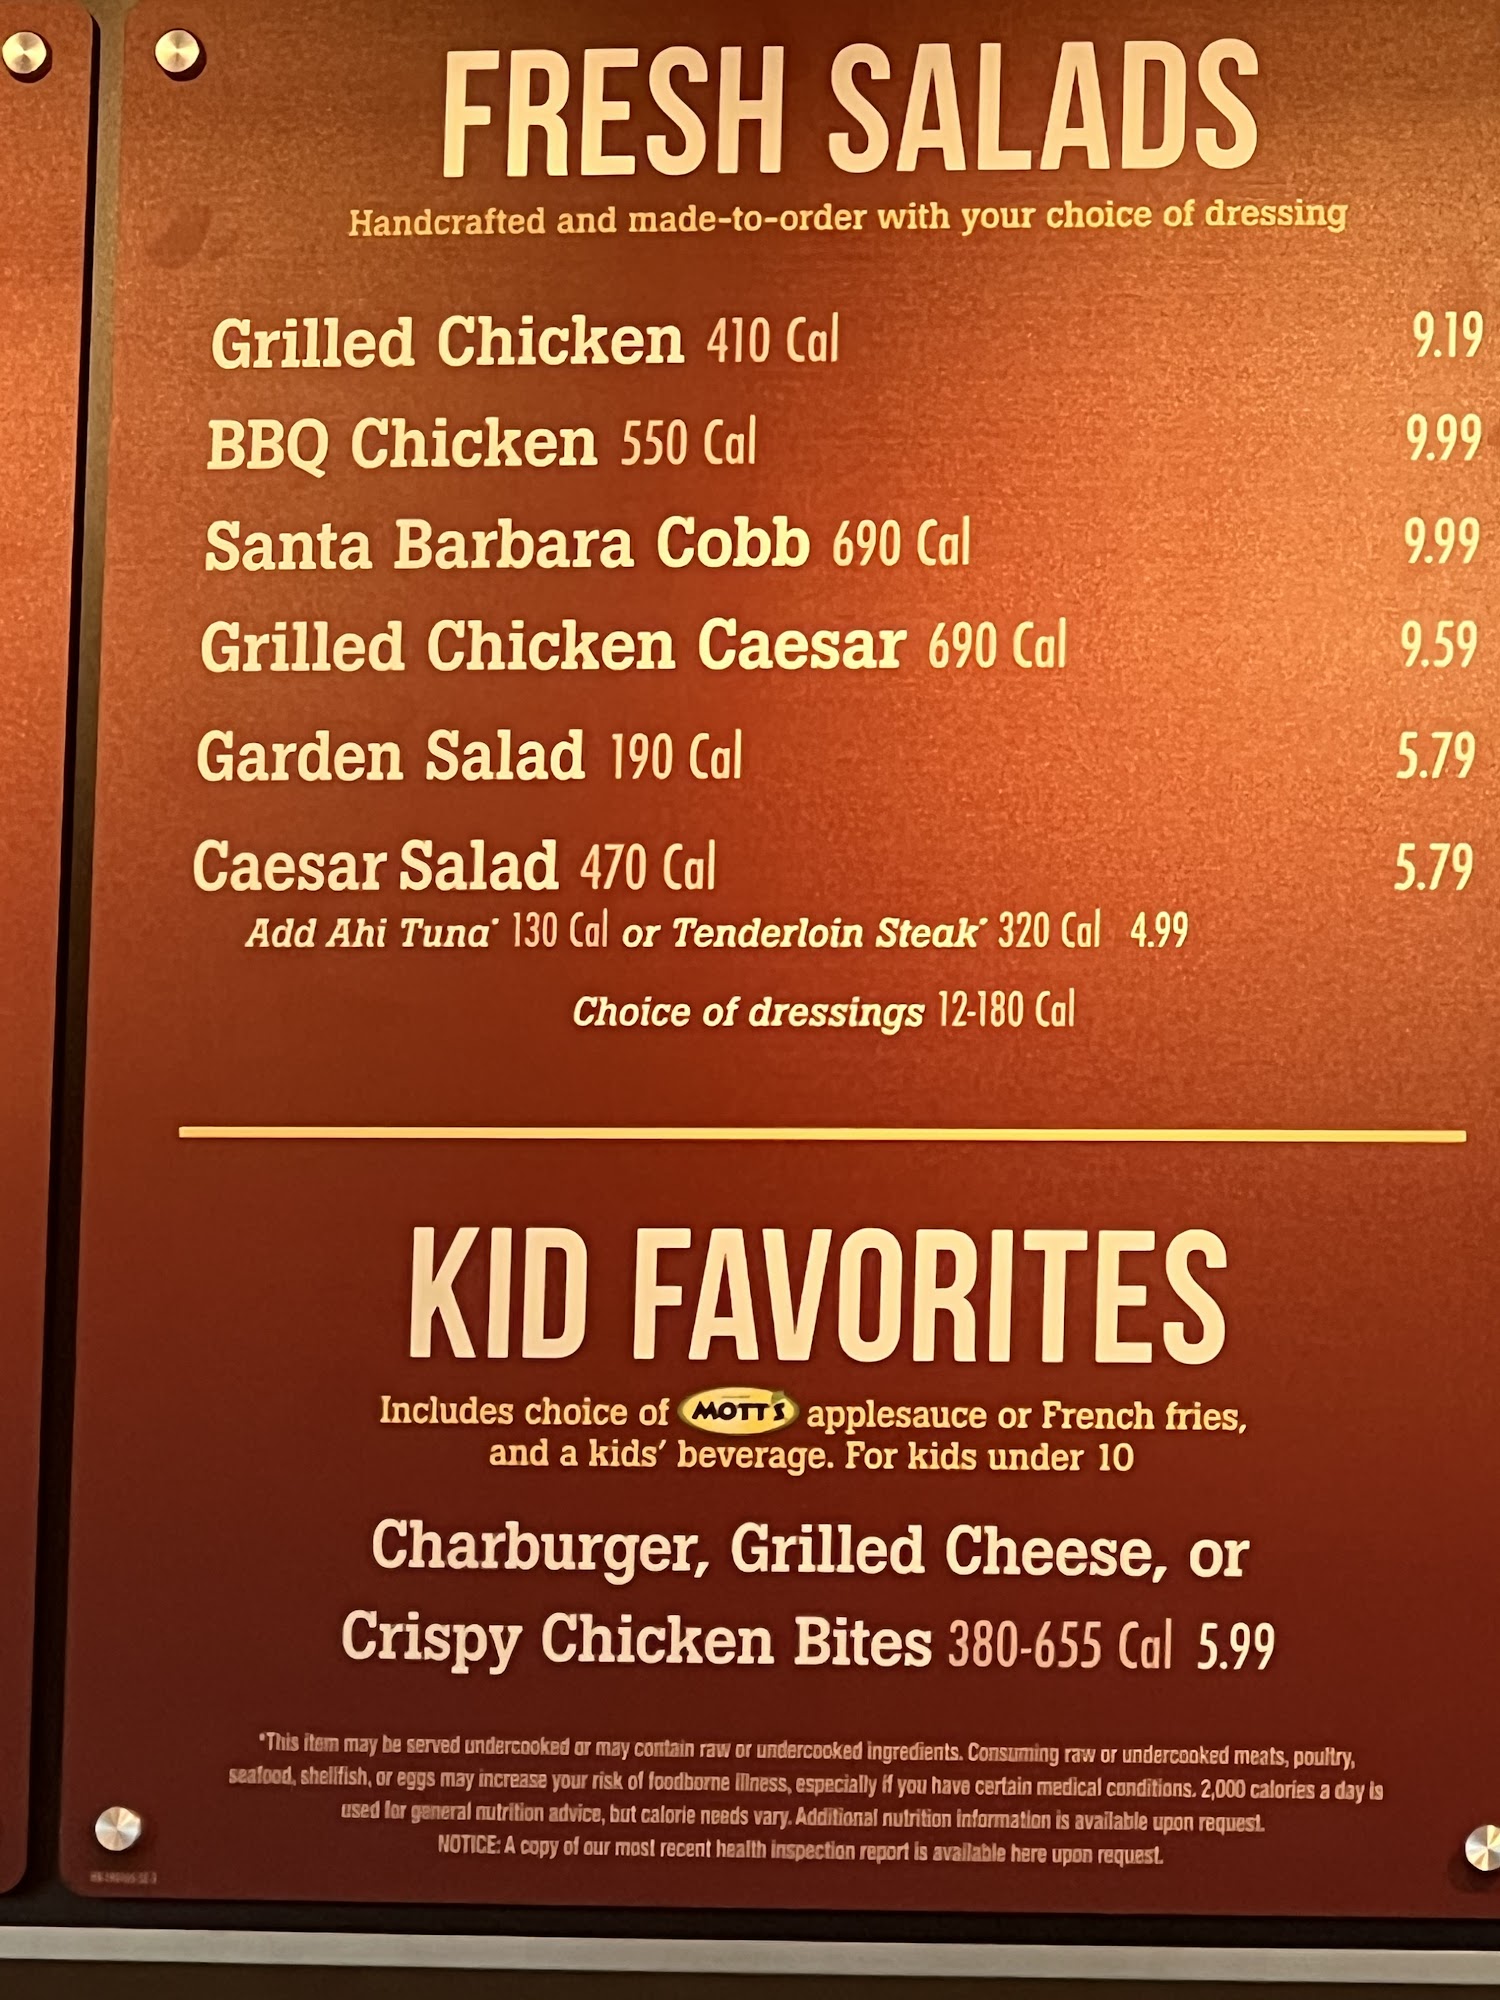 FRESH SALADS
Handcrafted and made-to-order with your choice of dressing
Grilled Chicken 410 Cal 9.19
BBQ Chicken 550 Cal 9.99
Santa Barbara Cobb 690 Cal 9.99
Grilled Chicken Caesar 690 Cal 9.59
Garden Salad 190 Cal 5.79
Caesar Salad 470 Cal 5.79
Add Ahi Tuna* 130 Cal or Tenderloin Steak* 320 Cal 4.99
Choice of dressings 12-180 Cal
KID FAVORITES
Includes choice of MOTT'S applesauce or French fries,
and a kids' beverage. For kids under 10
Charburger, Grilled Cheese, or
Crispy Chicken Bites 380-655 Cal 5.99
*This item may be served undercooked or may contain raw or undercooked ingredients. Consuming raw or undercooked meats, poultry,
seafood, shellfish, or eggs may increase your risk of foodborne illness, especially if you have certain medical conditions. 2,000 calories a day is
used for general nutrition advice, but calorie needs vary. Additional nutrition information is available upon request.
NOTICE: A copy of our most recent health inspection report is available here upon request.